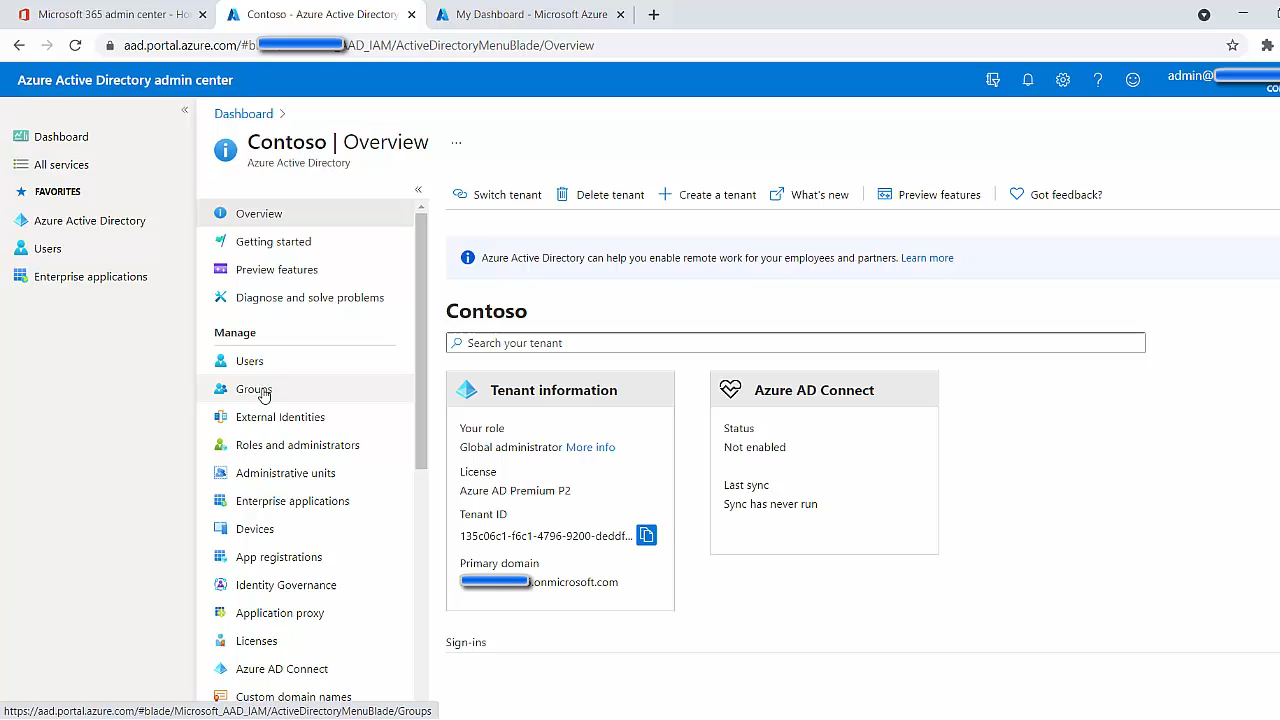 Microsoft 365 admin center - Ho
Contoso - Azure Active Directory
My Dashboard - Microsoft Azure
aad.portal.azure.com/#b AAD_IAM/ActiveDirectoryMenuBlade/Overview
Azure Active Directory admin center
admin@
co
Dashboard
All services
FAVORITES
Azure Active Directory
Users
Enterprise applications
Dashboard >
Contoso | Overview
...
Azure Active Directory
Overview
Getting started
Preview features
Diagnose and solve problems
Manage
Users
Groups
External Identities
Roles and administrators
Administrative units
Enterprise applications
Devices
App registrations
Identity Governance
Application proxy
Licenses
Azure AD Connect
Custom domain names
Switch tenant
Delete tenant
Create a tenant
What's new
Preview features
Got feedback?
Azure Active Directory can help you enable remote work for your employees and partners. Learn more
Contoso
Search your tenant
Tenant information
Your role
Global administrator More info
License
Azure AD Premium P2
Tenant ID
135c06c1-f6c1-4796-9200-deddf...
Primary domain
.onmicrosoft.com
Azure AD Connect
Status
Not enabled
Last sync
Sync has never run
Sign-ins
https://aad.portal.azure.com/#blade/Microsoft_AAD_IAM/ActiveDirectoryMenuBlade/Groups